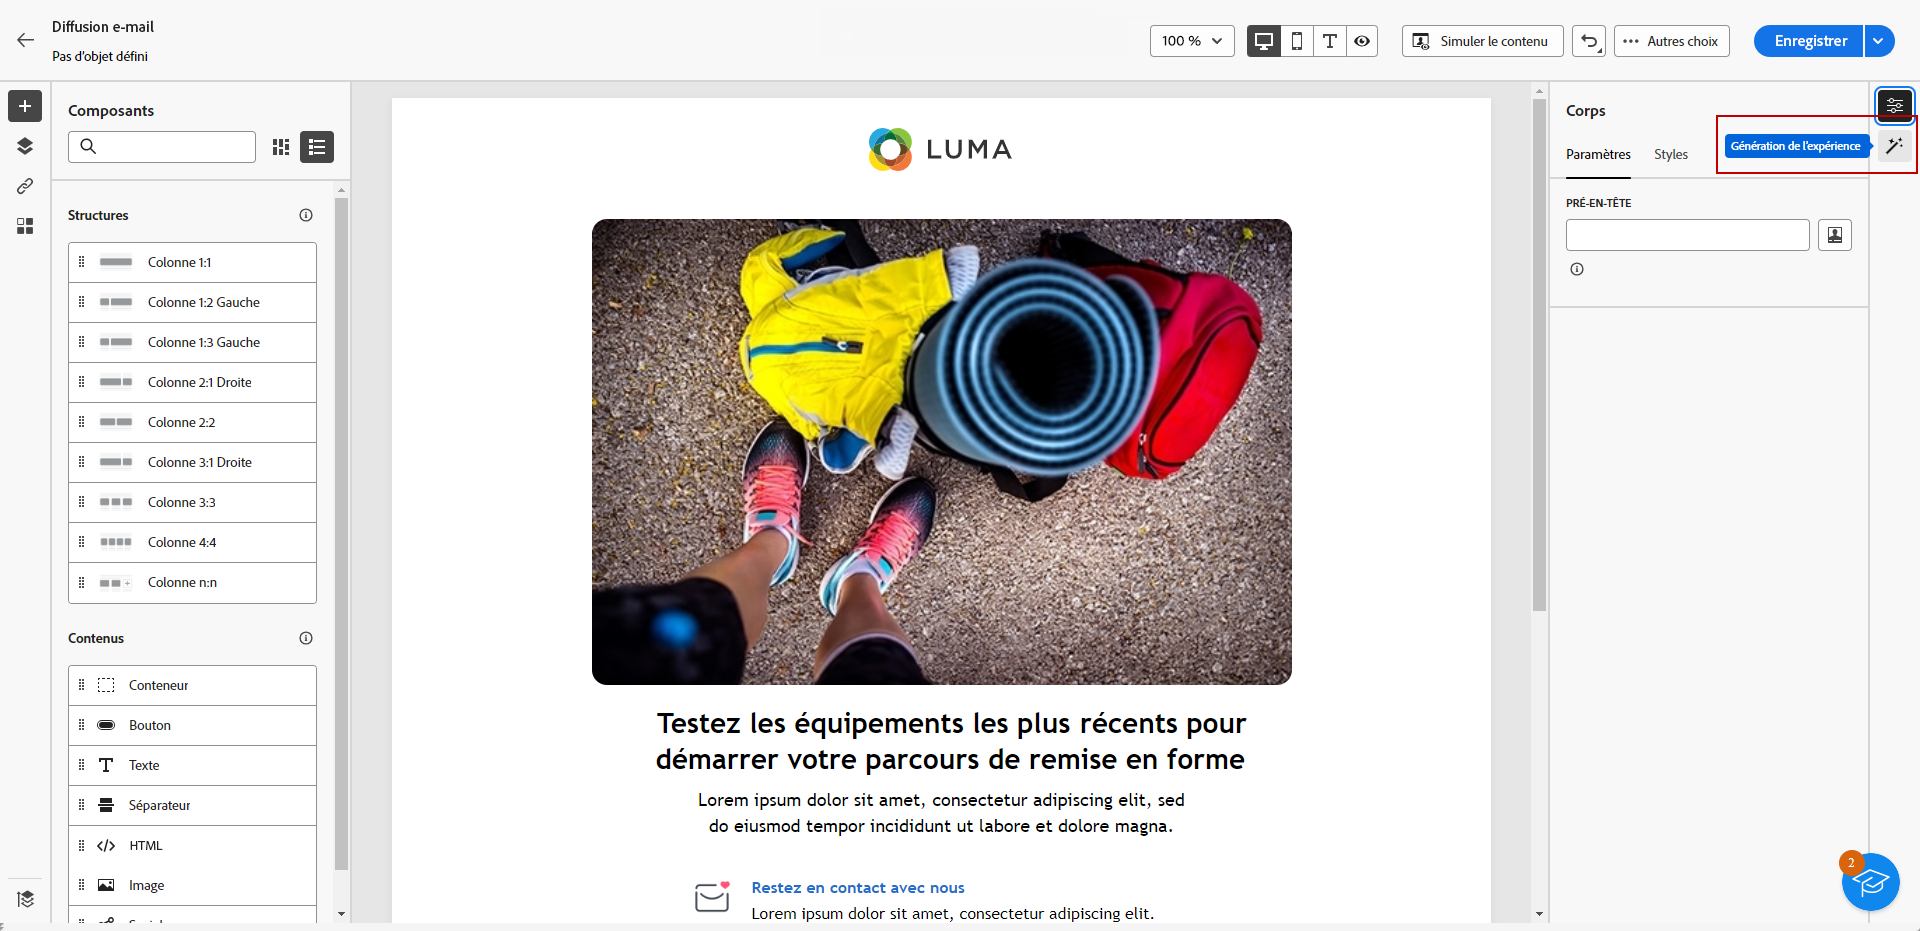 Diffusion e-mail
Pas d'objet défini
100 %
Simuler le contenu
Autres choix
Enregistrer
Composants
Structures
Colonne 1:1
Colonne 1:2 Gauche
Colonne 1:3 Gauche
Colonne 2:1 Droite
Colonne 2:2
Colonne 3:1 Droite
Colonne 3:3
Colonne 4:4
Colonne n:n
Contenus
Conteneur
Bouton
Texte
Séparateur
HTML
Image
LUMA
Testez les équipements les plus récents pour
démarrer votre parcours de remise en forme
Lorem ipsum dolor sit amet, consectetur adipiscing elit, sed
do eiusmod tempor incididunt ut labore et dolore magna.
Restez en contact avec nous
Lorem ipsum dolor sit amet, consectetur adipiscing elit.
Corps
Paramètres
Styles
Génération de l'expérience
PRÉ-EN-TÊTE
2